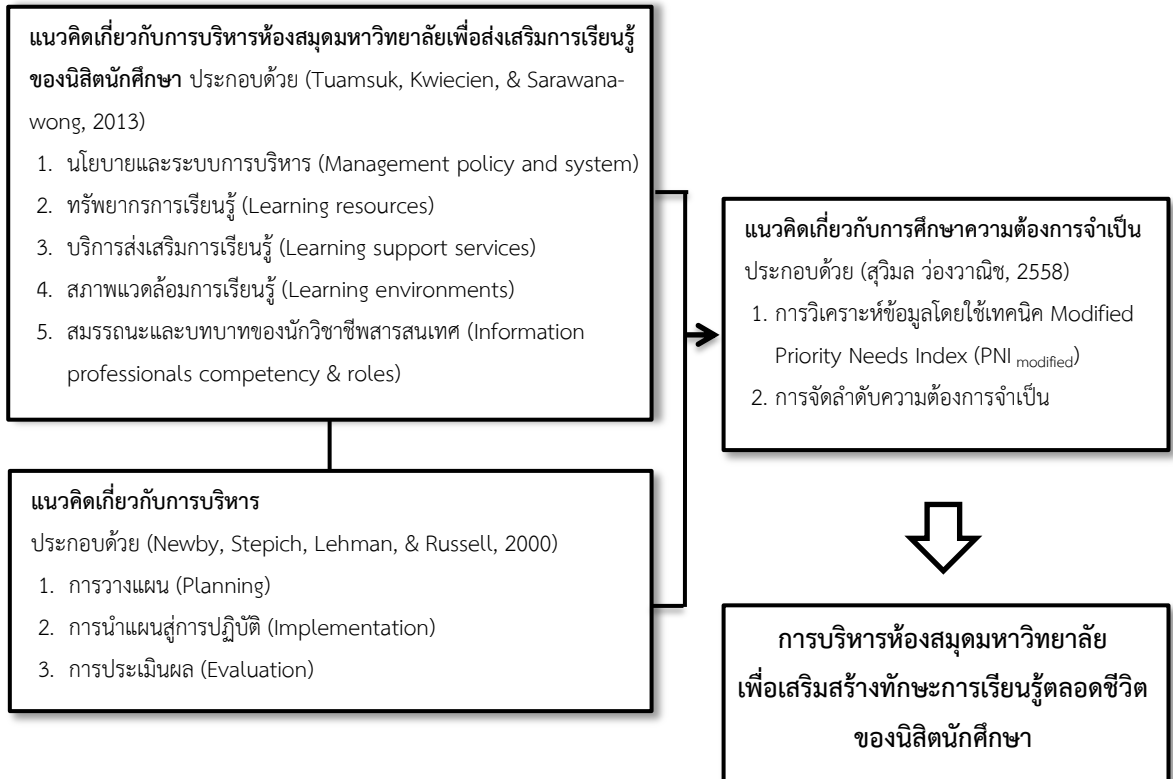 แนวคิดเกี่ยวกับการบริหารห้องสมุดมหาวิทยาลัยเพื่อส่งเสริมการเรียนรู้
ของนิสิตนักศึกษา ประกอบด้วย (Tuamsuk, Kwiecien, & Sarawana-
wong, 2013)
1. นโยบายและระบบการบริหาร (Management policy and system)
2. ทรัพยากรการเรียนรู้ (Learning resources)
3. บริการส่งเสริมการเรียนรู้ (Learning support services)
4. สภาพแวดล้อมการเรียนรู้ (Learning environments)
5. สมรรถนะและบทบาทของนักวิชาชีพสารสนเทศ (Information
professionals competency & roles)
แนวคิดเกี่ยวกับการบริหาร
ประกอบด้วย (Newby, Stepich, Lehman, & Russell, 2000)
1. การวางแผน (Planning)
2. การนำแผนสู่การปฏิบัติ (Implementation)
3. การประเมินผล (Evaluation)
แนวคิดเกี่ยวกับการศึกษาความต้องการจำเป็น
ประกอบด้วย (สุวิมล ว่องวาณิช, 2558)
1. การวิเคราะห์ข้อมูลโดยใช้เทคนิค Modified
Priority Needs Index (PNI modified)
2. การจัดลำดับความต้องการจำเป็น
การบริหารห้องสมุดมหาวิทยาลัย
เพื่อเสริมสร้างทักษะการเรียนรู้ตลอดชีวิต
ของนิสิตนักศึกษา